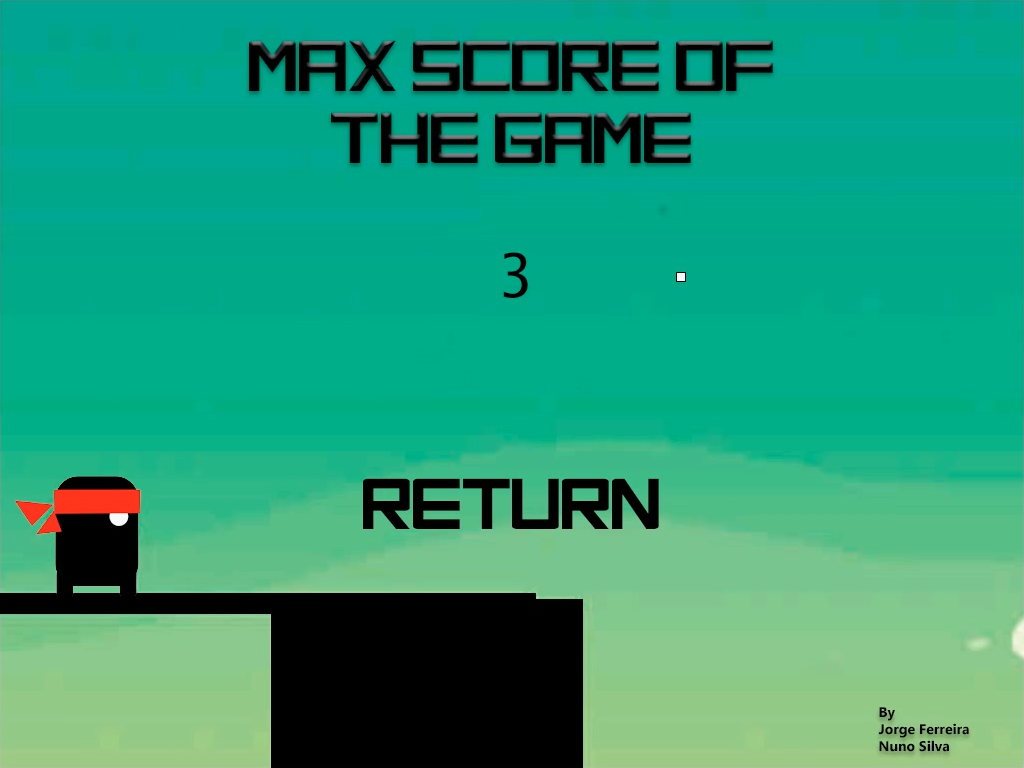 MAX SCORE OF
THE GAME
3
RETURN
By
Jorge Ferreira
Nuno Silva